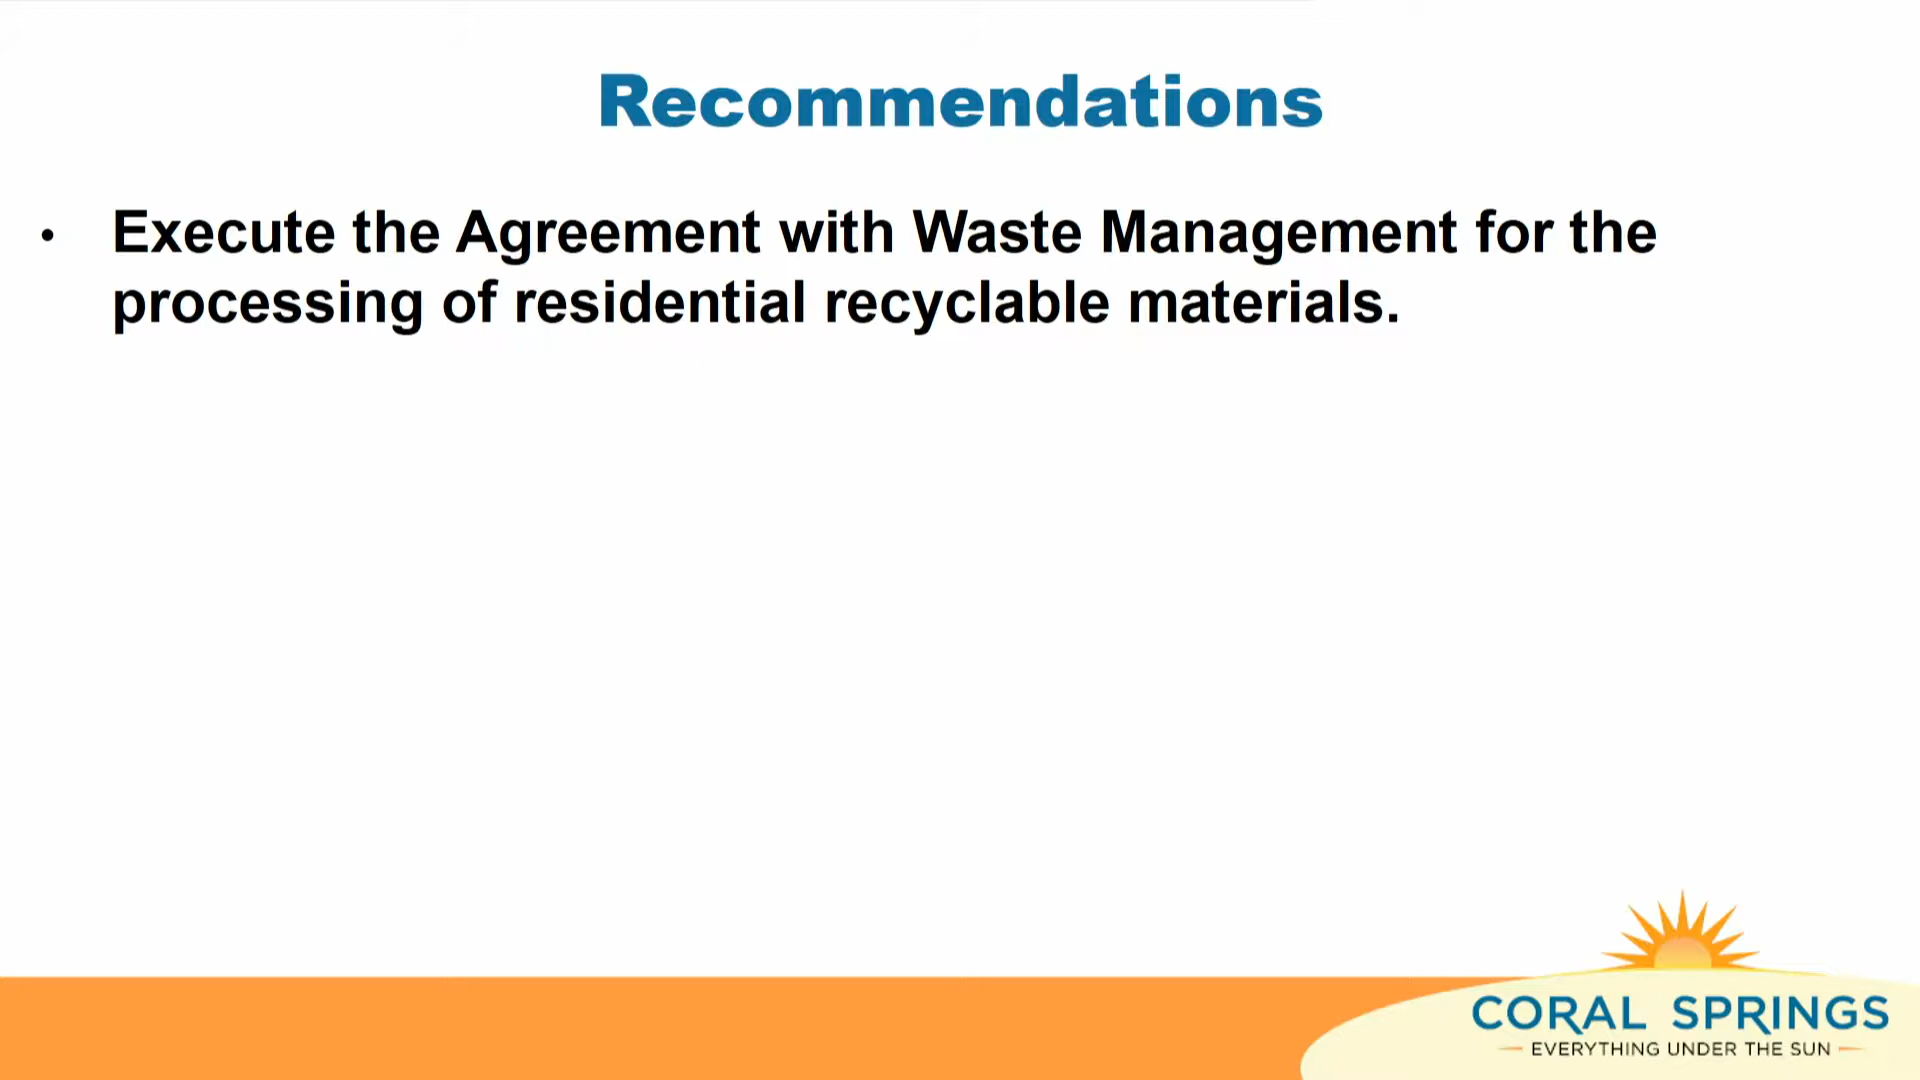 Recommendations
• Execute the Agreement with Waste Management for the
processing of residential recyclable materials.
CORAL SPRINGS
EVERYTHING UNDER THE SUN